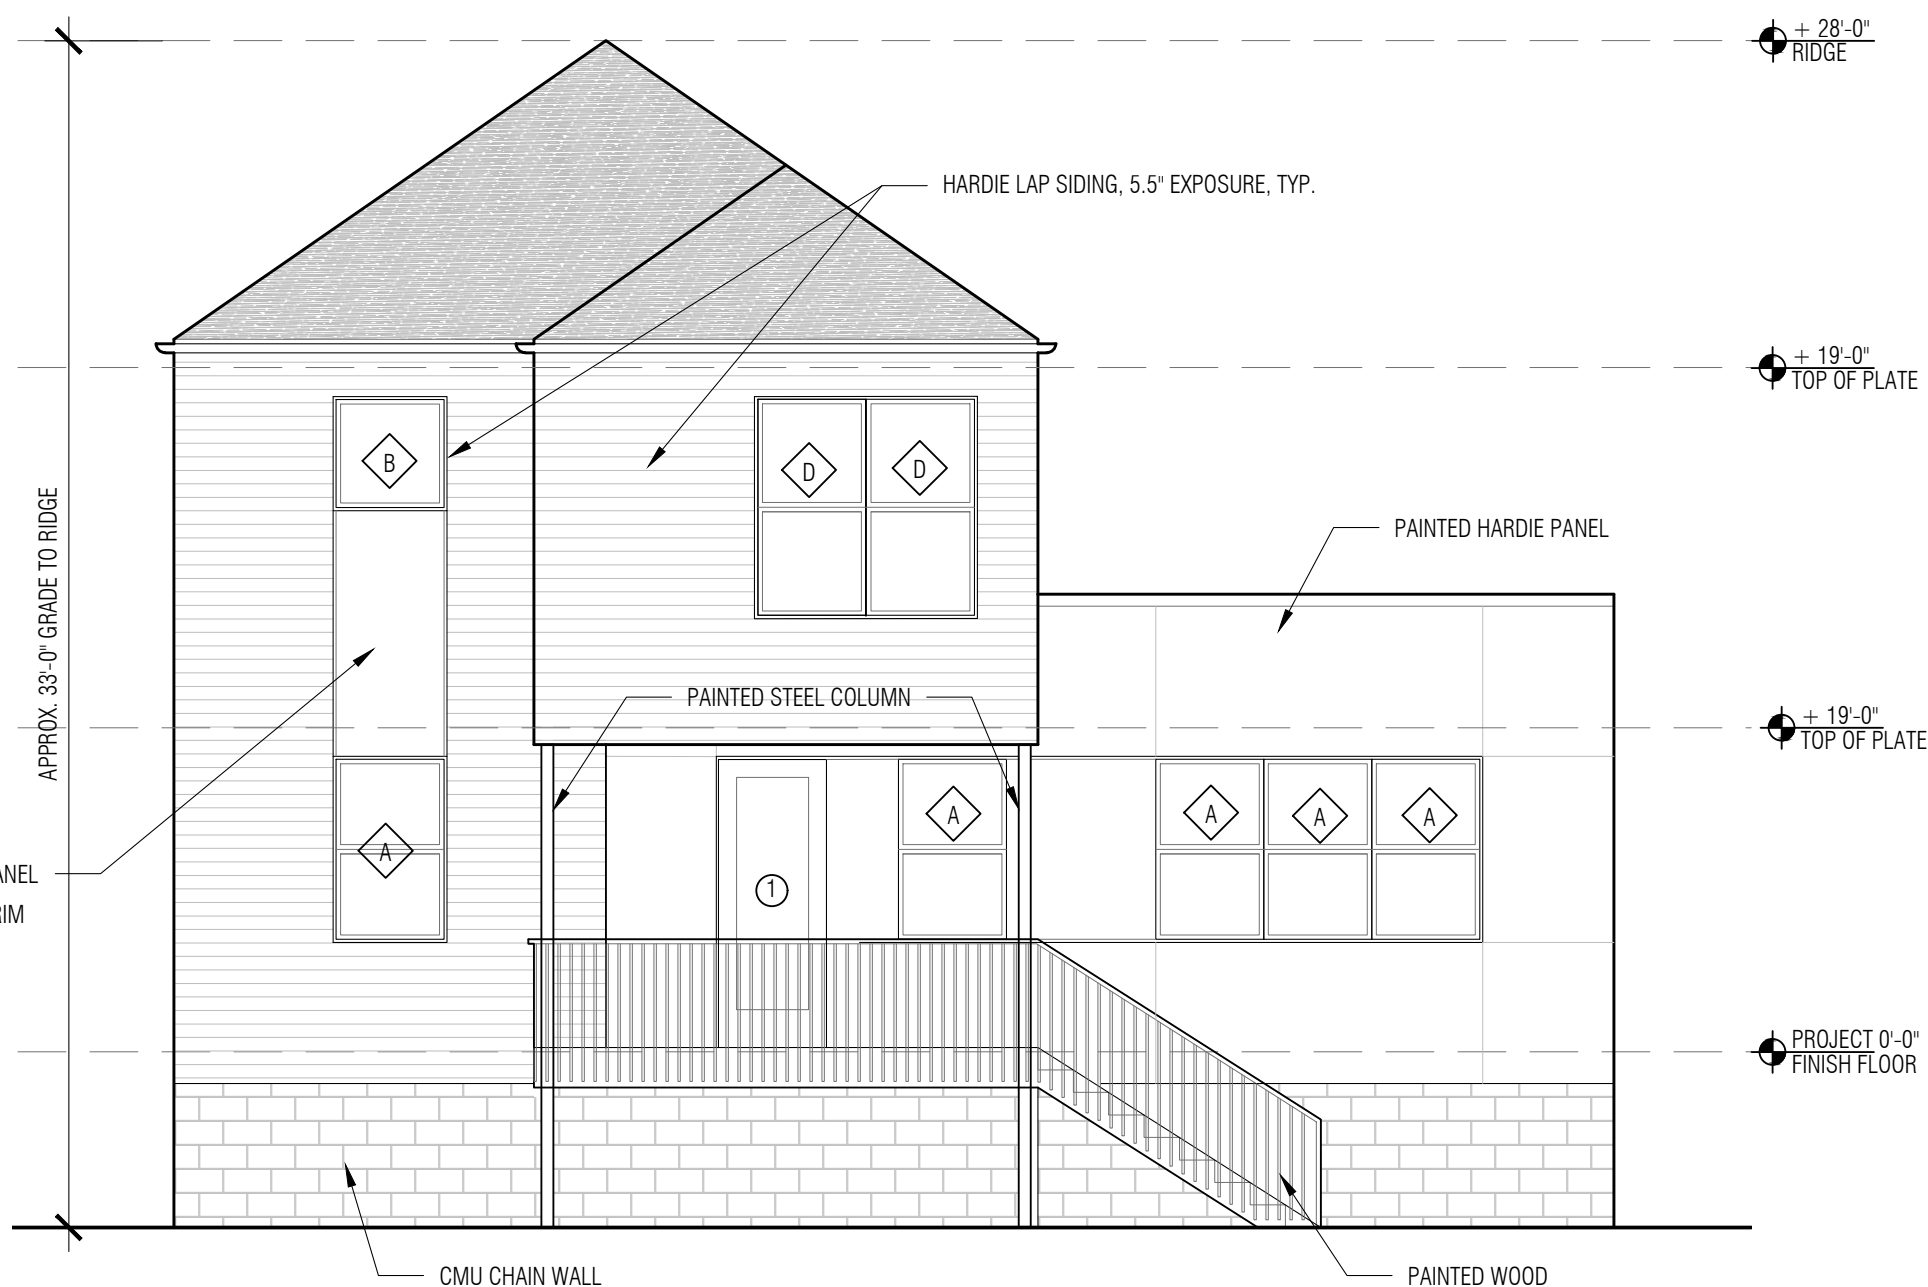 + 28'-0"
RIDGE
HARDIE LAP SIDING, 5.5" EXPOSURE, TYP.
+ 19'-0"
TOP OF PLATE
B
D
D
PAINTED HARDIE PANEL
APPROX. 33'-0" GRADE TO RIDGE
PAINTED STEEL COLUMN
+ 19'-0"
TOP OF PLATE
A
A
A
A
A
1
PROJECT 0'-0"
FINISH FLOOR
CMU CHAIN WALL
PAINTED WOOD